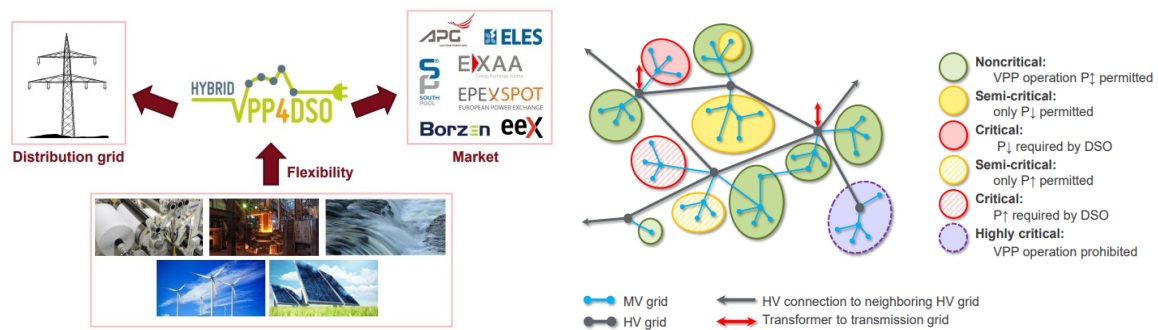 HYBRID
VPP4DSO
Distribution grid
Flexibility
Market
APG
ELES
SOUTH
POOL
EXAA
Energy Exchange Austria
EPEXSPOT
EUROPEAN POWER EXCHANGE
Borzen
eex
Noncritical:
VPP operation P↕ permitted
Semi-critical:
only P↓ permitted
Critical:
P↓ required by DSO
Semi-critical:
only P↑ permitted
Critical:
P↑ required by DSO
Highly critical:
VPP operation prohibited
MV grid
HV grid
HV connection to neighboring HV grid
Transformer to transmission grid